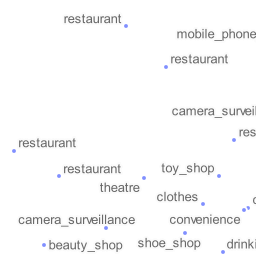 restaurant
mobile_phone
restaurant
camera_surveil
res
restaurant
restaurant
toy_shop
theatre
clothes
c
camera_surveillance
convenience
beauty_shop
shoe_shop
drinki